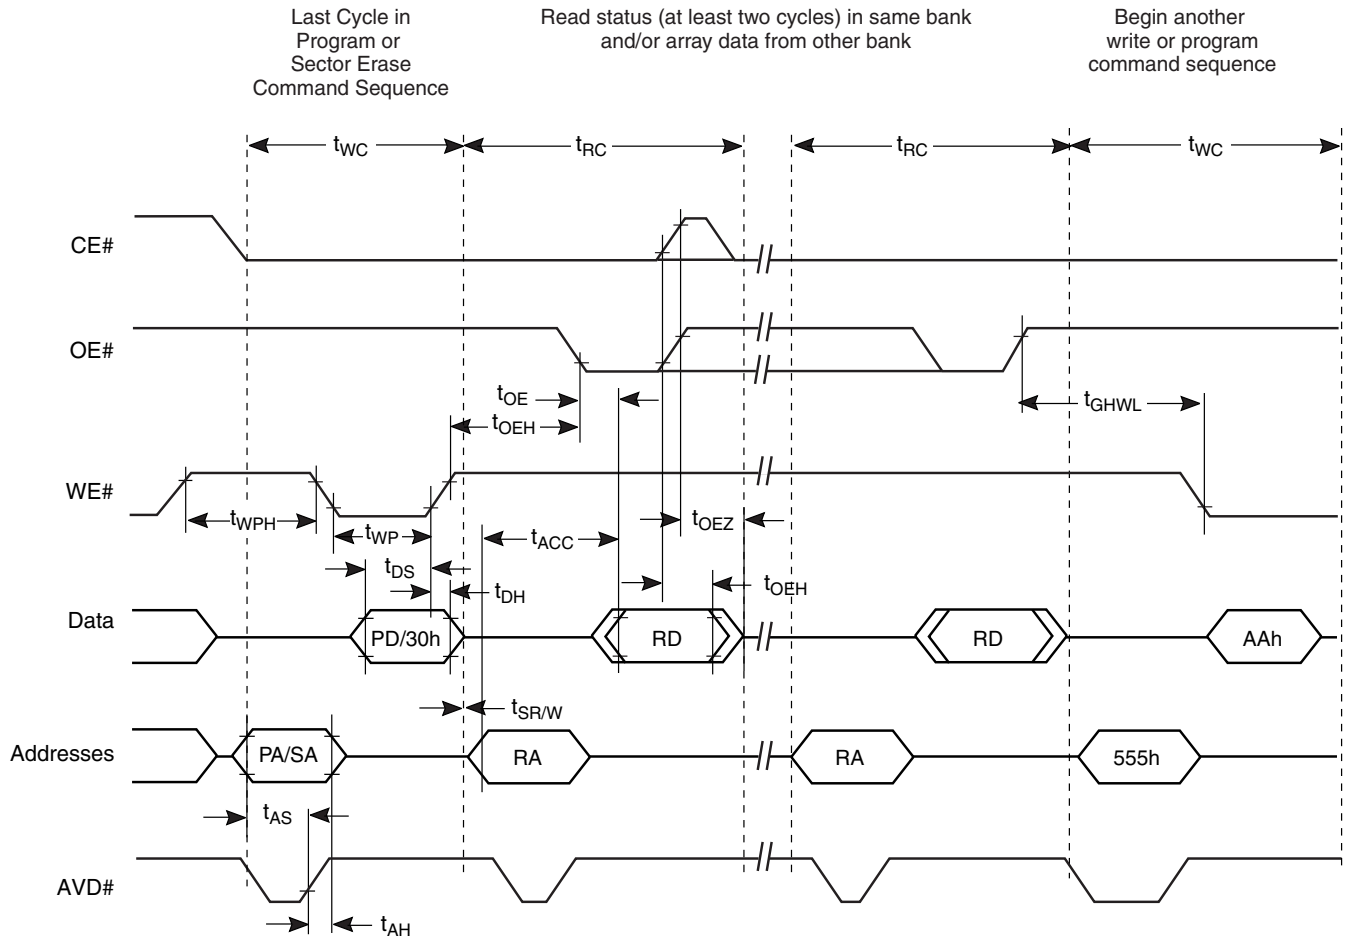 Last Cycle in
Program or
Sector Erase
Command Sequence
Read status (at least two cycles) in same bank
and/or array data from other bank
Begin another
write or program
command sequence
tWC
tRC
tRC
tWC
CE#
OE#
tOE
tOEH
tGHWL
WE#
tWPH
tWP
tACC
tOEZ
tDS
tDH
tOEH
Data
PD/30h
RD
RD
AAh
tSR/W
Addresses
PA/SA
RA
RA
555h
tAS
AVD#
tAH